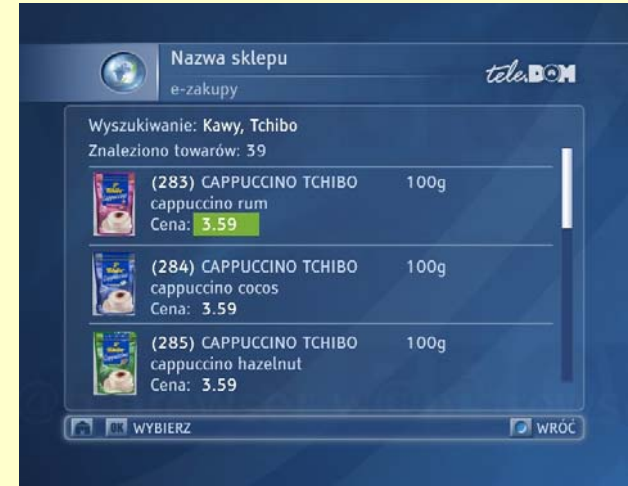 Nazwa sklepu
e-zakupy
tele.DOM
Wyszukiwanie: Kawy, Tchibo
Znaleziono towarów: 39
(283) CAPPUCCINO TCHIBO 100g
cappuccino rum
Cena: 3.59
(284) CAPPUCCINO TCHIBO 100g
cappuccino cocos
Cena: 3.59
(285) CAPPUCCINO TCHIBO 100g
cappuccino hazelnut
Cena: 3.59
OK WYBIERZ WRÓĆ